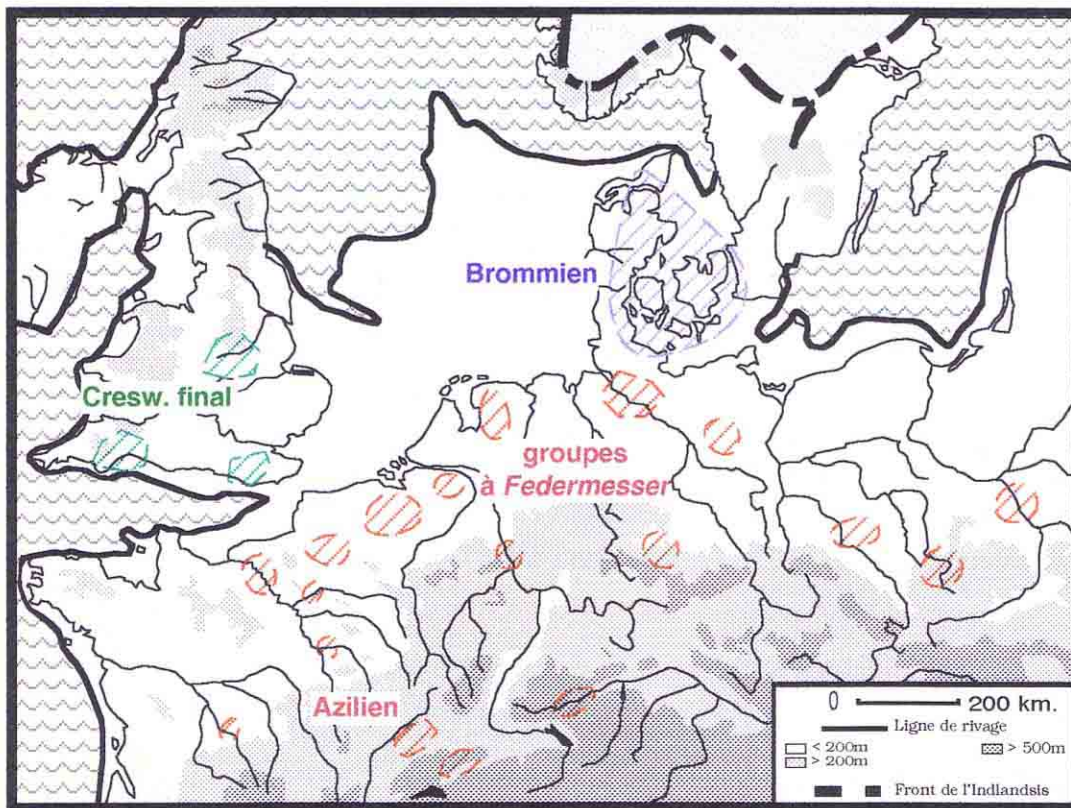 Brommien
Cresw. final
groupes
à Federmesser
Azilien
0 200 km.
Ligne de rivage
< 200m > 500m
> 200m
Front de l'Indlandsis